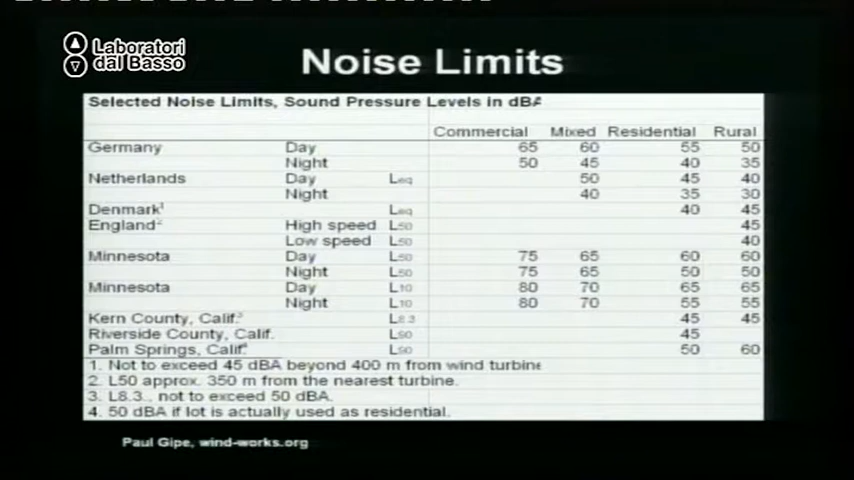 Laboratori
dal Basso
Noise Limits
Selected Noise Limits, Sound Pressure Levels in dBA
Commercial Mixed Residential Rural
Germany Day 65 60 55 50
Night 50 45 40 35
Netherlands Day Leq 50 45 40
Night 40 35 30
Denmark¹ Leq 40 45
England² High speed L50 45
Low speed L50 40
Minnesota Day L50 75 65 60 60
Night L50 75 65 50 50
Minnesota Day L10 80 70 65 65
Night L10 80 70 55 55
Kern County, Calif.³ L8.3 45 45
Riverside County, Calif. L90 45
Palm Springs, Calif⁴ L50 50 60
1. Not to exceed 45 dBA beyond 400 m from wind turbine
2. L50 approx. 350 m from the nearest turbine.
3. L8.3., not to exceed 50 dBA.
4. 50 dBA if lot is actually used as residential.
Paul Gipe, wind-works.org